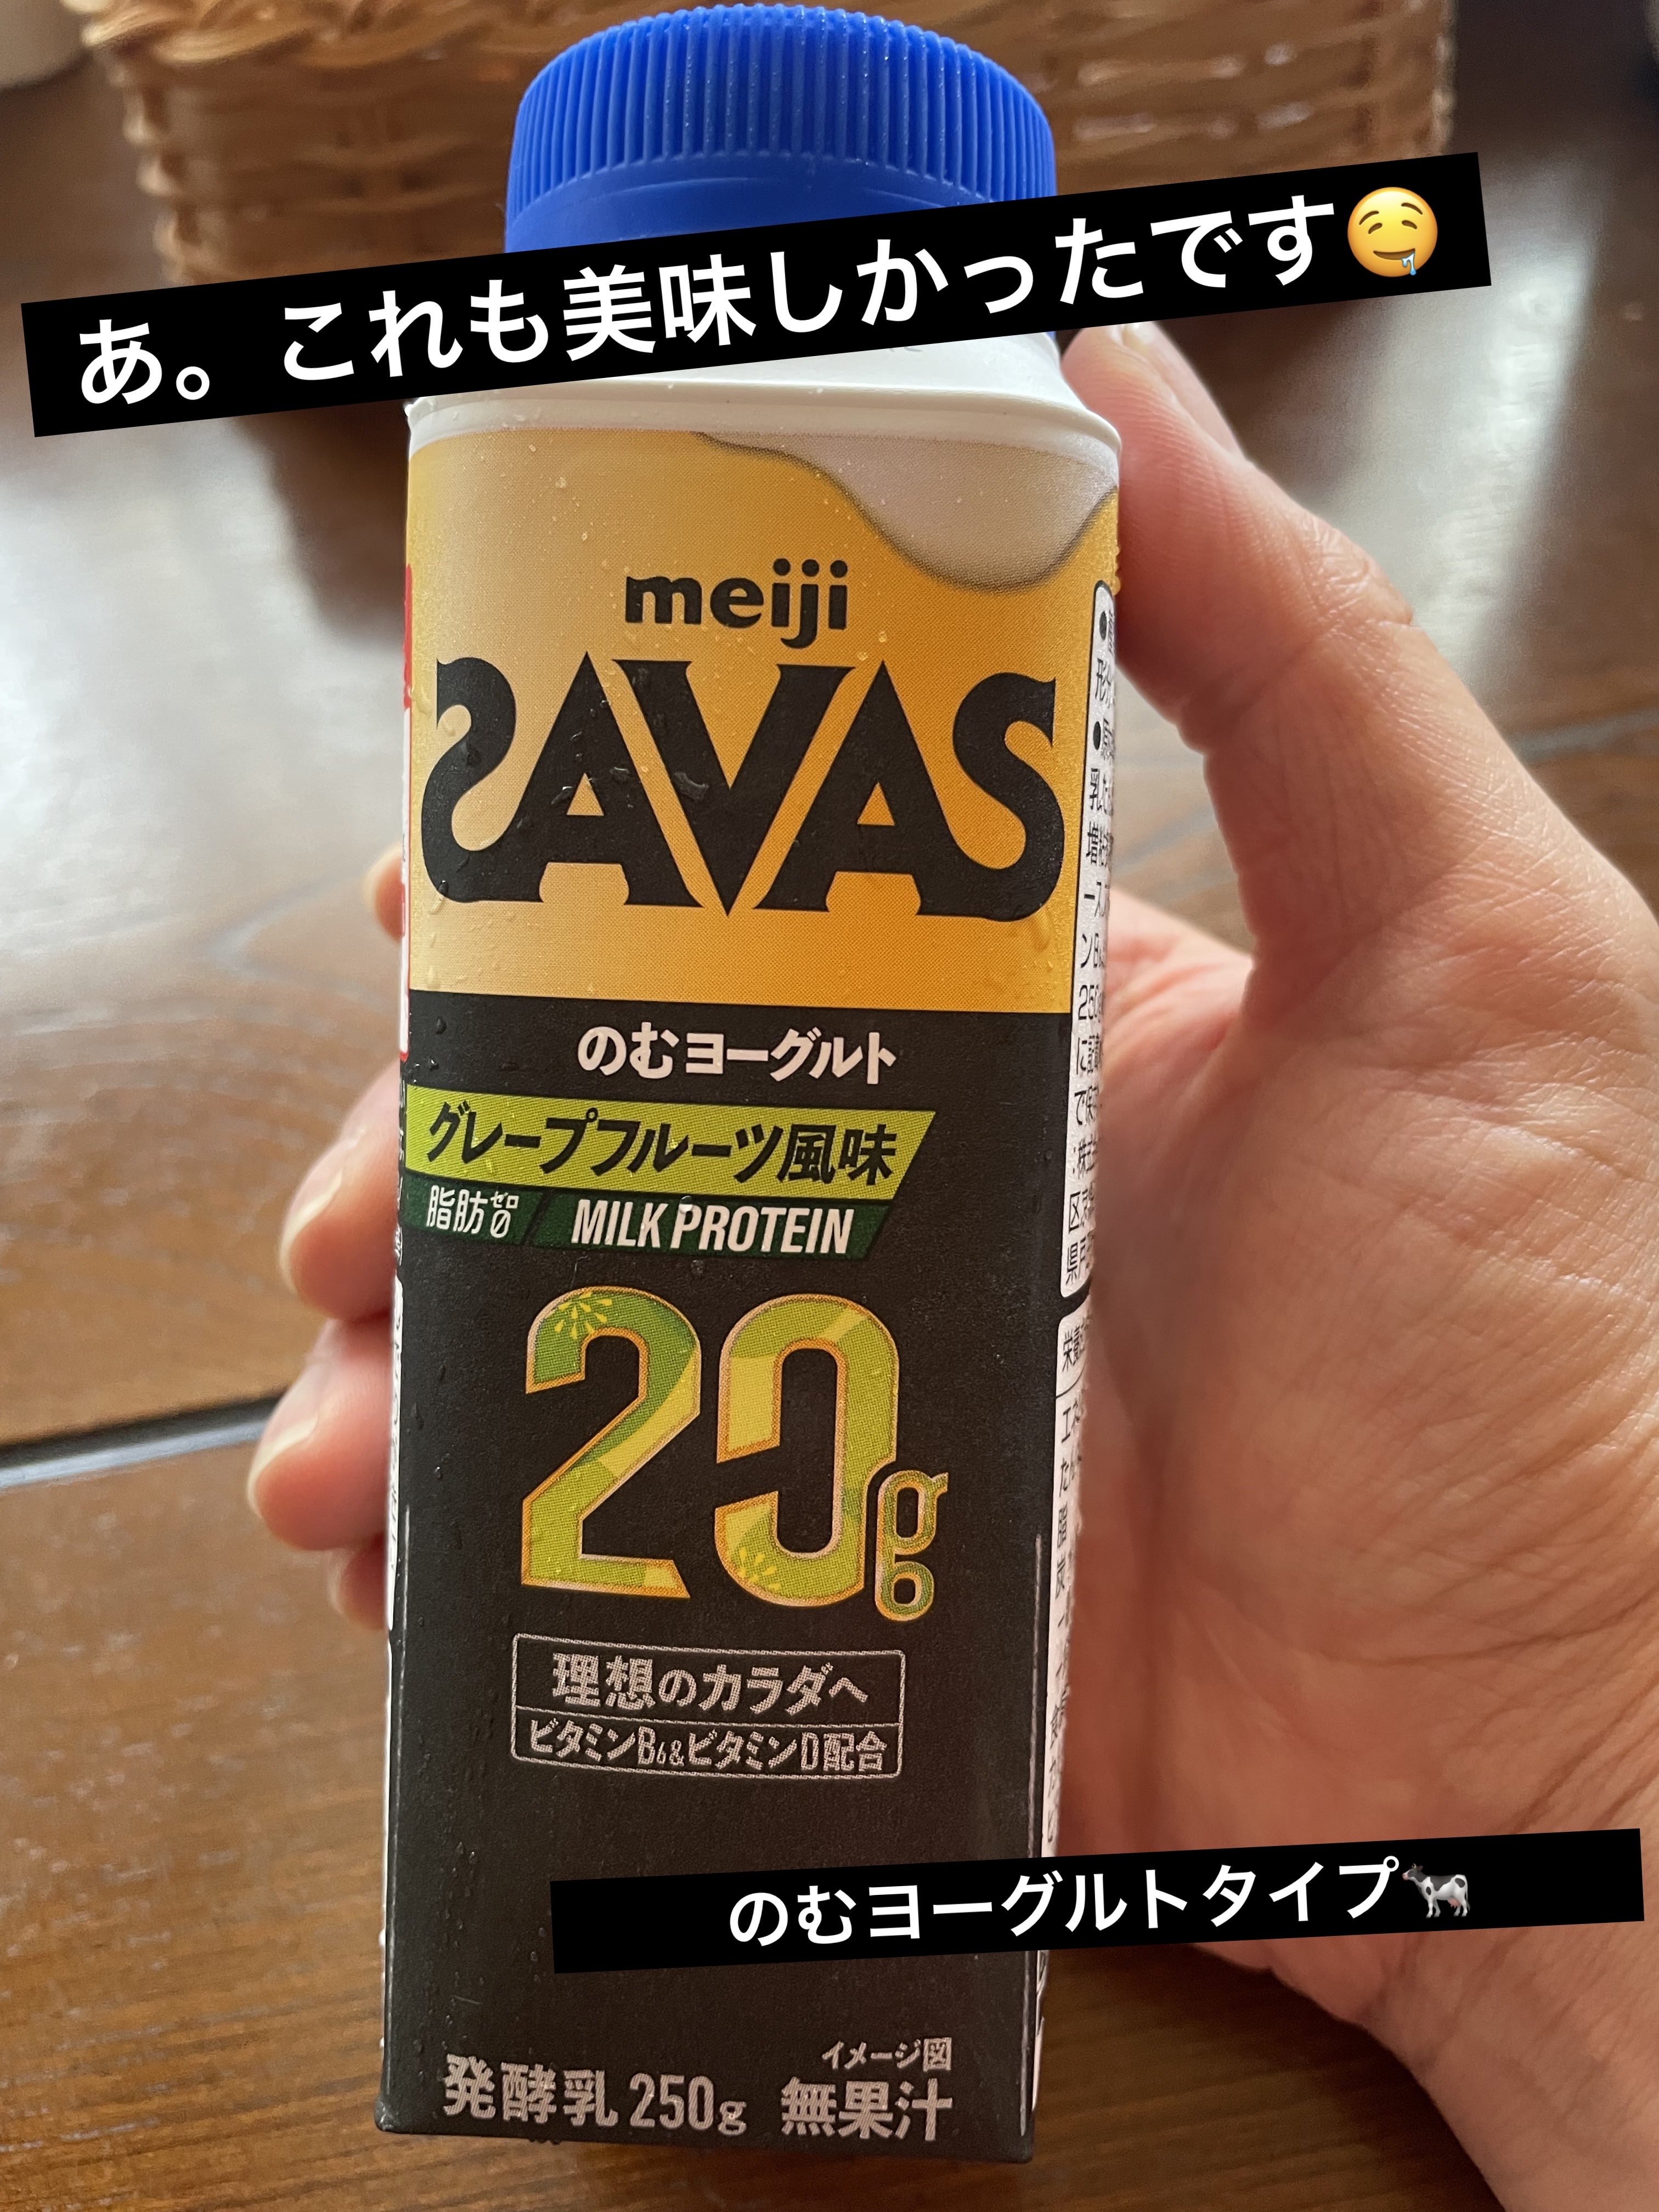 あ。これも美味しかったです🤤
meiji
SAVAS
のむヨーグルト
グレープフルーツ風味
脂肪ゼロ0 MILK PROTEIN
20g
理想のカラダへ
ビタミンB6&ビタミンD配合
のむヨーグルトタイプ🐄
イメージ図
発酵乳 250g 無果汁